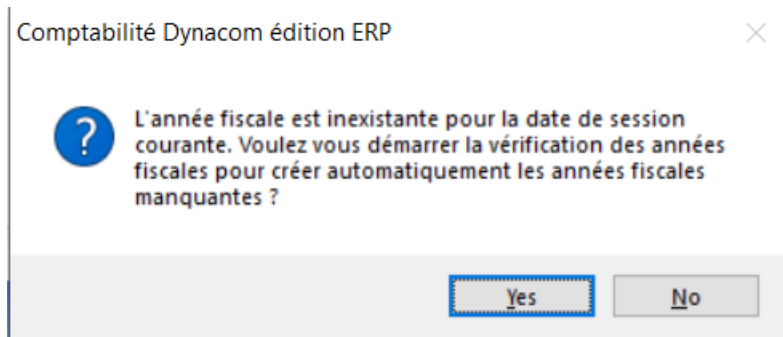 Comptabilité Dynacom édition ERP
?
L'année fiscale est inexistante pour la date de session
courante. Voulez vous démarrer la vérification des années
fiscales pour créer automatiquement les années fiscales
manquantes ?
Yes No